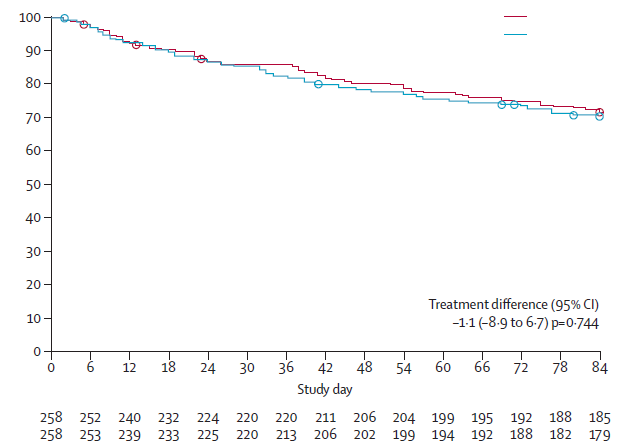 100
90
80
70
60
50
40
30
20
10
0
Treatment difference (95% CI)
–1·1 (–8·9 to 6·7) p=0·744
0 6 12 18 24 30 36 42 48 54 60 66 72 78 84
Study day
258 252 240 232 224 220 220 211 206 204 199 195 192 188 185
258 253 239 233 225 220 213 206 202 199 194 192 188 182 179